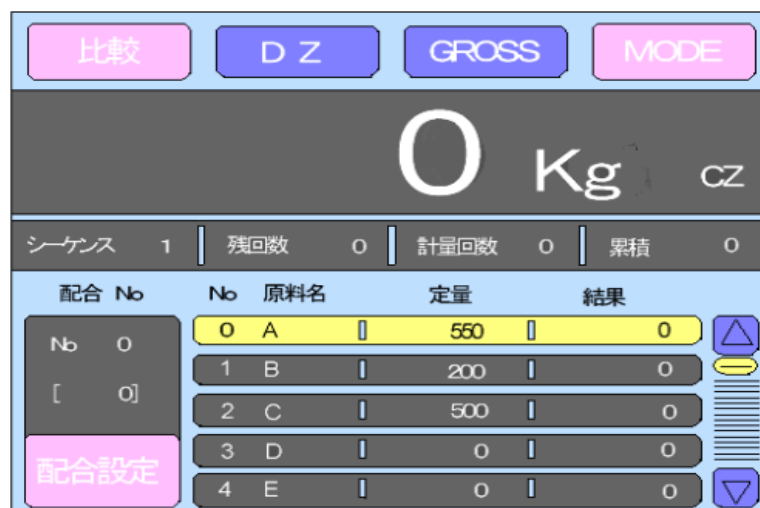 比較 DZ GROSS MODE
0 Kg CZ
シーケンス 1 残回数 0 計量回数 0 累積 0
配合 No No 原料名 定量 結果
No 0
[ 0]
配合設定
0 A 550 0
1 B 200 0
2 C 500 0
3 D 0 0
4 E 0 0